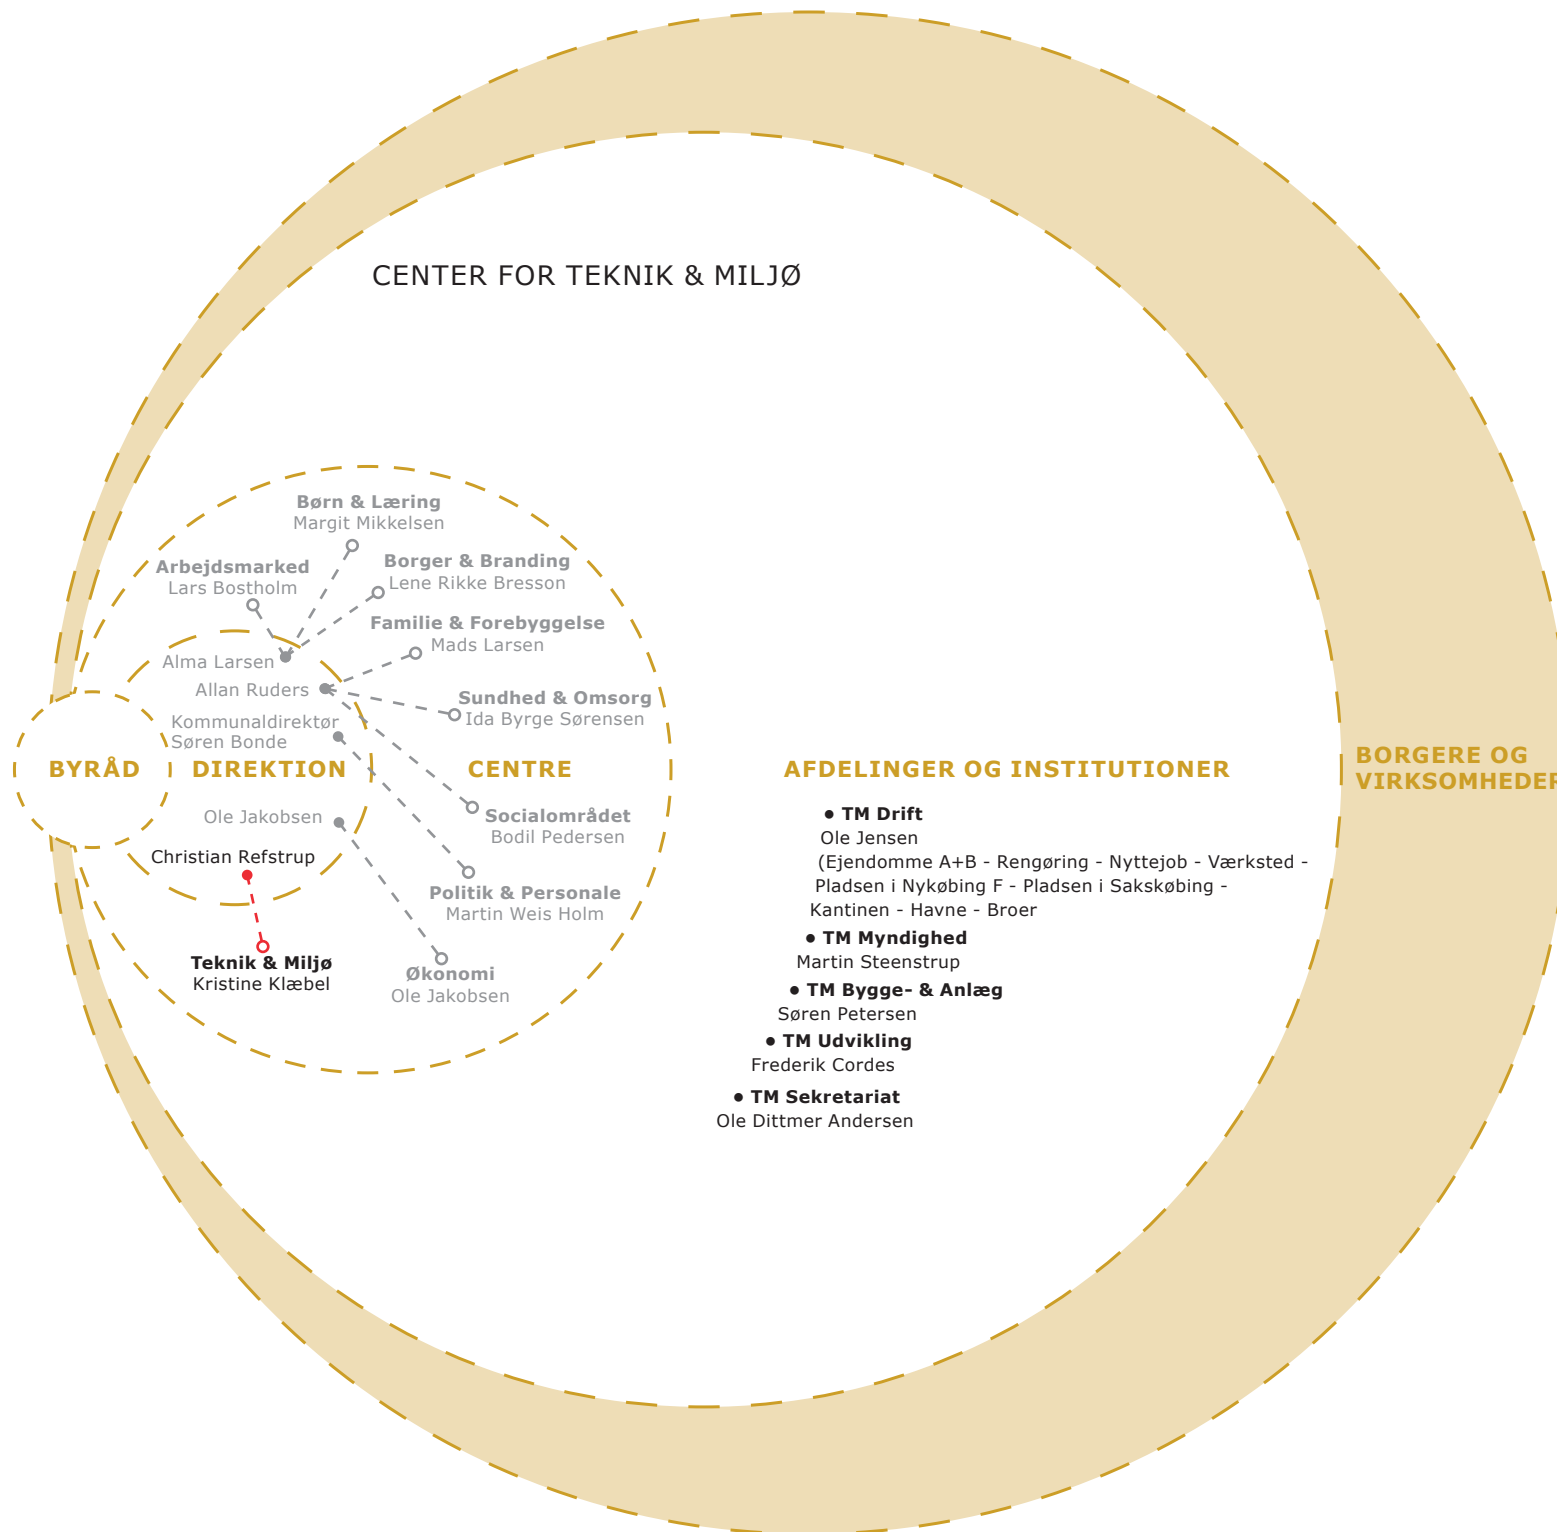 CENTER FOR TEKNIK & MILJØ
Børn & Læring
Margit Mikkelsen
Arbejdsmarked
Lars Bostholm
Borger & Branding
Lene Rikke Bresson
Familie & Forebyggelse
Mads Larsen
Alma Larsen
Allan Ruders
Sundhed & Omsorg
Ida Byrge Sørensen
Kommunaldirektør
Søren Bonde
BYRÅD
DIREKTION
CENTRE
AFDELINGER OG INSTITUTIONER
BORGERE OG
VIRKSOMHEDER
Ole Jakobsen
Socialområdet
Bodil Pedersen
Christian Refstrup
Politik & Personale
Martin Weis Holm
Teknik & Miljø
Kristine Klæbel
Økonomi
Ole Jakobsen
• TM Drift
Ole Jensen
(Ejendomme A+B - Rengøring - Nyttejob - Værksted -
Pladsen i Nykøbing F - Pladsen i Sakskøbing -
Kantinen - Havne - Broer
• TM Myndighed
Martin Steenstrup
• TM Bygge- & Anlæg
Søren Petersen
• TM Udvikling
Frederik Cordes
• TM Sekretariat
Ole Dittmer Andersen